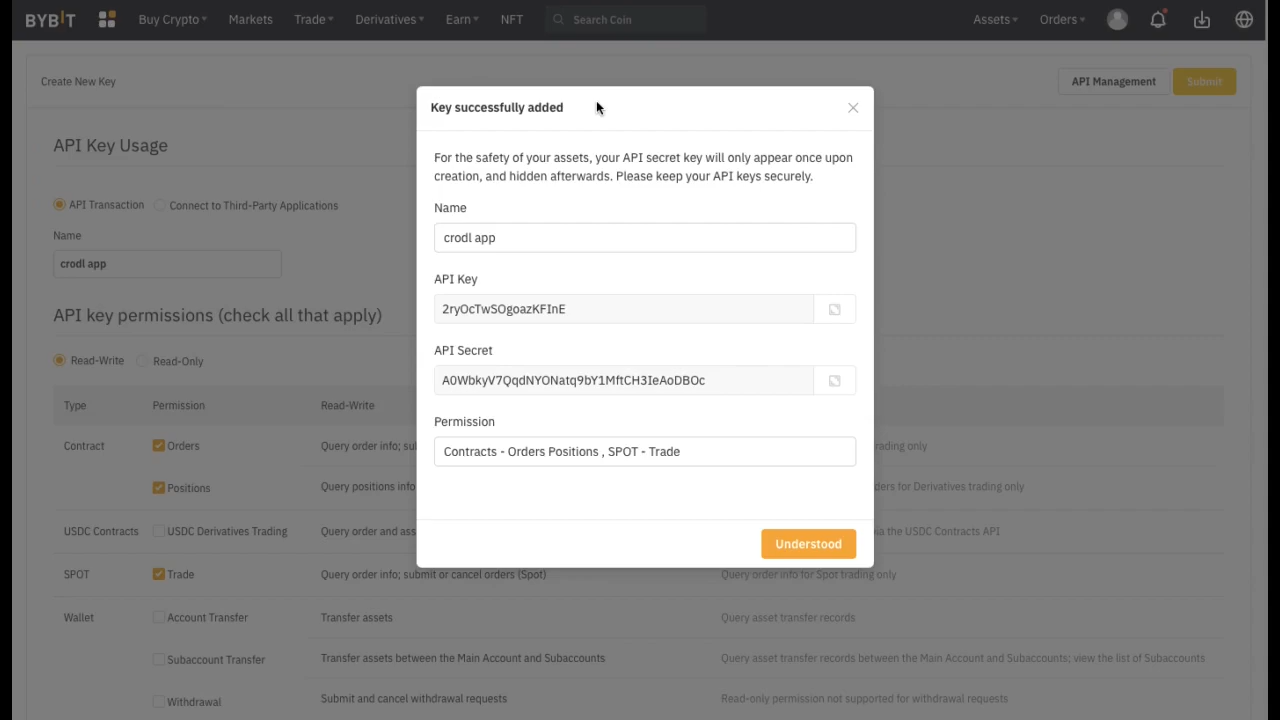 BYBIT Buy Crypto Markets Trade Derivatives Earn NFT Search Coin Assets Orders
Create New Key API Management Submit
API Key Usage
API Transaction Connect to Third-Party Applications
Name
crodl app
API key permissions (check all that apply)
Read-Write Read-Only
Type Permission Read-Write
Contract Orders Query order info; rading only
Positions Query positions info ders for Derivatives trading only
USDC Contracts USDC Derivatives Trading Query order and the USDC Contracts API
SPOT Trade Query order info; submit or cancel orders (Spot) Query order info for Spot trading only
Wallet Account Transfer Transfer assets Query asset transfer records
Subaccount Transfer Transfer assets between the Main Account and Subaccounts Query asset transfer records between the Main Account and Subaccounts; view the list of Subaccounts
Withdrawal Submit and cancel withdrawal requests Read-only permission not supported for withdrawal requests
Key successfully added
For the safety of your assets, your API secret key will only appear once upon
creation, and hidden afterwards. Please keep your API keys securely.
Name
crodl app
API Key
2ryOcTwSOgoazKFInE
API Secret
A0WbkyV7QqdNYONatq9bY1MftCH3IeAoDBOc
Permission
Contracts - Orders Positions , SPOT - Trade
Understood